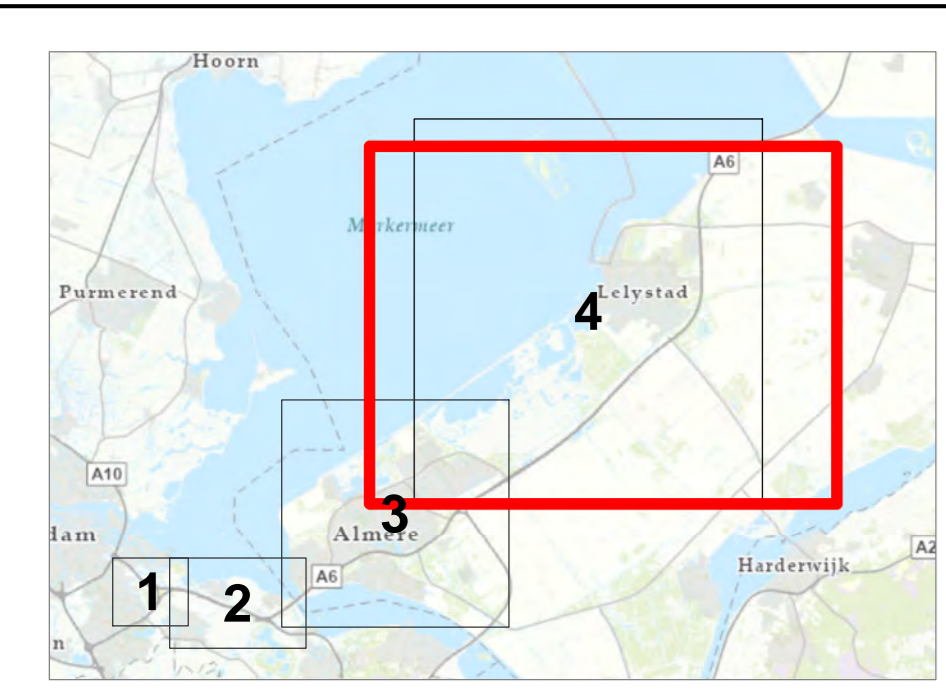 Hoorn
A6
Markermeer
Purmerend
Lelystad
4
A10
3
dam
Almere
A2
Harderwijk
A6
1
2
n